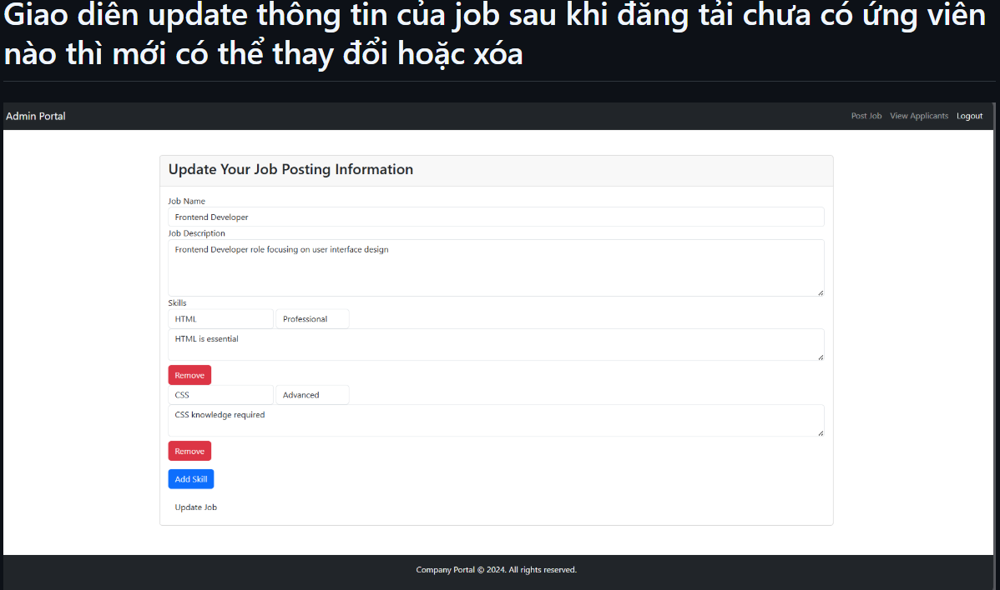 Giao diên update thông tin của job sau khi đăng tải chưa có ứng viên
nào thì mới có thể thay đổi hoặc xóa
Admin Portal
Post Job View Applicants Logout
Update Your Job Posting Information
Job Name
Frontend Developer
Job Description
Frontend Developer role focusing on user interface design
Skills
HTML Professional
HTML is essential
Remove
CSS Advanced
CSS knowledge required
Remove
Add Skill
Update Job
Company Portal © 2024. All rights reserved.